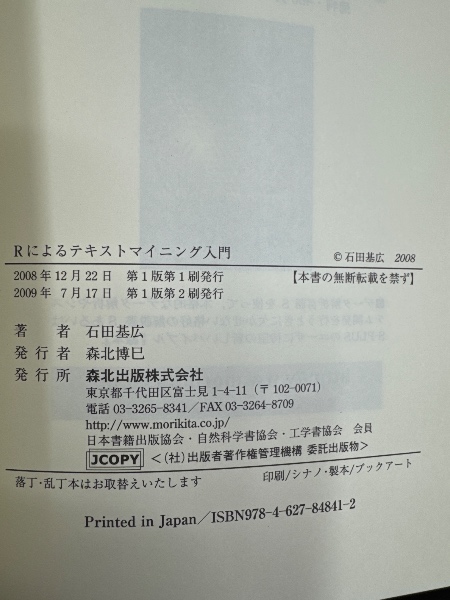 Rによるテキストマイニング入門
© 石田基広 2008
2008年12月22日 第1版第1刷発行
【本書の無断転載を禁ず】
2009年 7月17日 第1版第2刷発行
著者 石田基広
発行者 森北博巳
発行所 森北出版株式会社
東京都千代田区富士見1-4-11(〒102-0071)
電話 03-3265-8341/FAX 03-3264-8709
http://www.morikita.co.jp/
日本書籍出版協会・自然科学書協会・工学書協会 会員
JCOPY <(社)出版者著作権管理機構 委託出版物>
落丁・乱丁本はお取替えいたします
印刷/シナノ・製本/ブックアート
Printed in Japan/ISBN978-4-627-84841-2